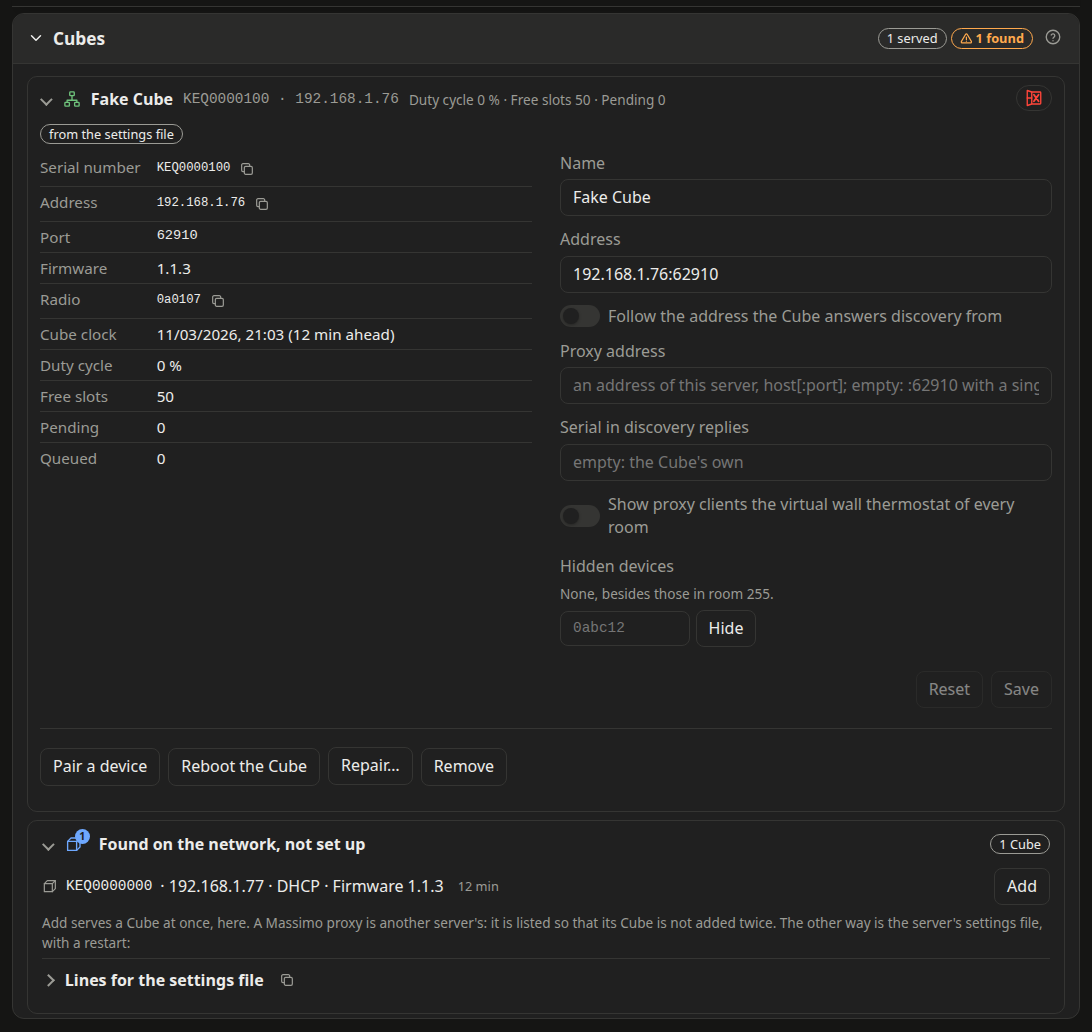 Cubes
1 served
1 found
Fake Cube KEQ0000100 · 192.168.1.76 Duty cycle 0 % · Free slots 50 · Pending 0
from the settings file
Serial number KEQ0000100
Address 192.168.1.76
Port 62910
Firmware 1.1.3
Radio 0a0107
Cube clock 11/03/2026, 21:03 (12 min ahead)
Duty cycle 0 %
Free slots 50
Pending 0
Queued 0
Name
Fake Cube
Address
192.168.1.76:62910
Follow the address the Cube answers discovery from
Proxy address
an address of this server, host[:port]; empty: :62910 with a sing
Serial in discovery replies
empty: the Cube's own
Show proxy clients the virtual wall thermostat of every
room
Hidden devices
None, besides those in room 255.
0abc12 Hide
Reset Save
Pair a device Reboot the Cube Repair... Remove
1
Found on the network, not set up 1 Cube
KEQ0000000 · 192.168.1.77 · DHCP · Firmware 1.1.3 12 min Add
Add serves a Cube at once, here. A Massimo proxy is another server's: it is listed so that its Cube is not added twice. The other way is the server's settings file,
with a restart:
Lines for the settings file